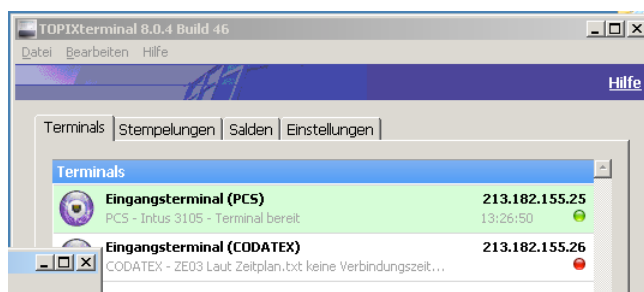 TOPIXterminal 8.0.4 Build 46
Datei Bearbeiten Hilfe
Hilfe
Terminals Stempelungen Salden Einstellungen
Terminals
Eingangsterminal (PCS) 213.182.155.25
PCS - Intus 3105 - Terminal bereit 13:26:50
Eingangsterminal (CODATEX) 213.182.155.26
CODATEX - ZE03 Laut Zeitplan.txt keine Verbindungszeit...